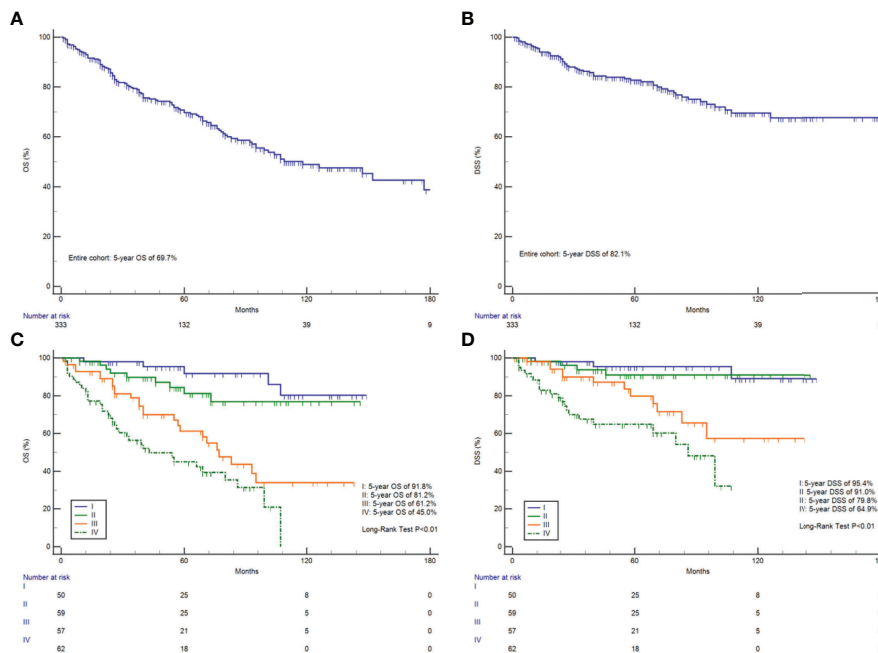 A
100
80
60
40
20
0
OS (%)
Entire cohort: 5-year OS of 69.7%
0 60 120 180
Months
Number at risk
333 132 39 9
B
100
80
60
40
20
0
DSS (%)
Entire cohort: 5-year DSS of 82.1%
0 60 120
Months
Number at risk
333 132 39
C
100
80
60
40
20
0
OS (%)
I
II
III
IV
I: 5-year OS of 91.8%
II: 5-year OS of 81.2%
III: 5-year OS of 61.2%
IV: 5-year OS of 45.0%
Long-Rank Test P<0.01
0 60 120 180
Months
Number at risk
I
50 25 8 0
II
59 25 5 0
III
57 21 5 0
IV
62 18 0 0
D
100
80
60
40
20
0
DSS (%)
I
II
III
IV
I: 5-year DSS of 95.4%
II 5-year DSS of 91.0%
II: 5-year DSS of 79.8%
IV: 5-year DSS of 64.9%
Long-Rank Test P<0.01
0 60 120
Months
Number at risk
I
50 25 8
II
59 25 5
III
57 21 5
IV
62 18 0